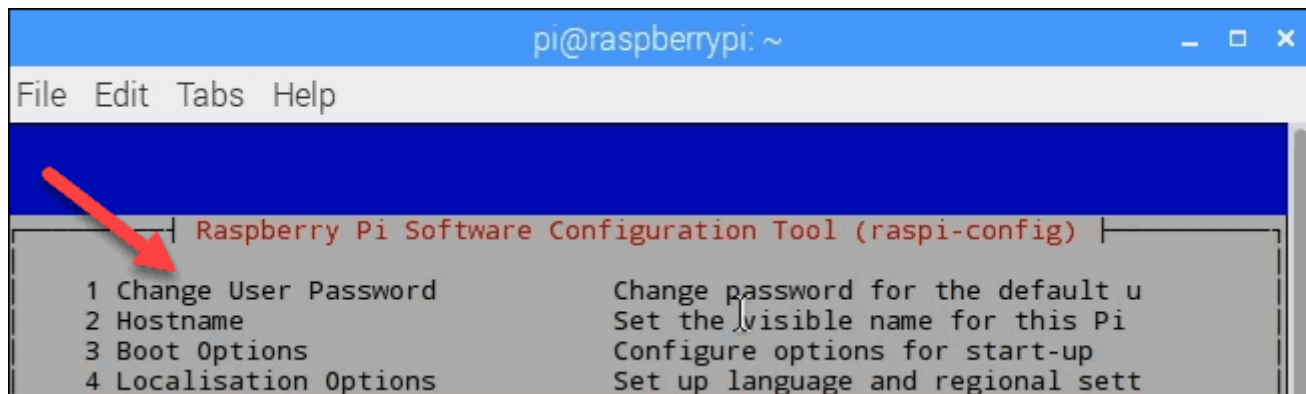 pi@raspberrypi: ~
File Edit Tabs Help
Raspberry Pi Software Configuration Tool (raspi-config)
1 Change User Password Change password for the default u
2 Hostname Set the visible name for this Pi
3 Boot Options Configure options for start-up
4 Localisation Options Set up language and regional sett